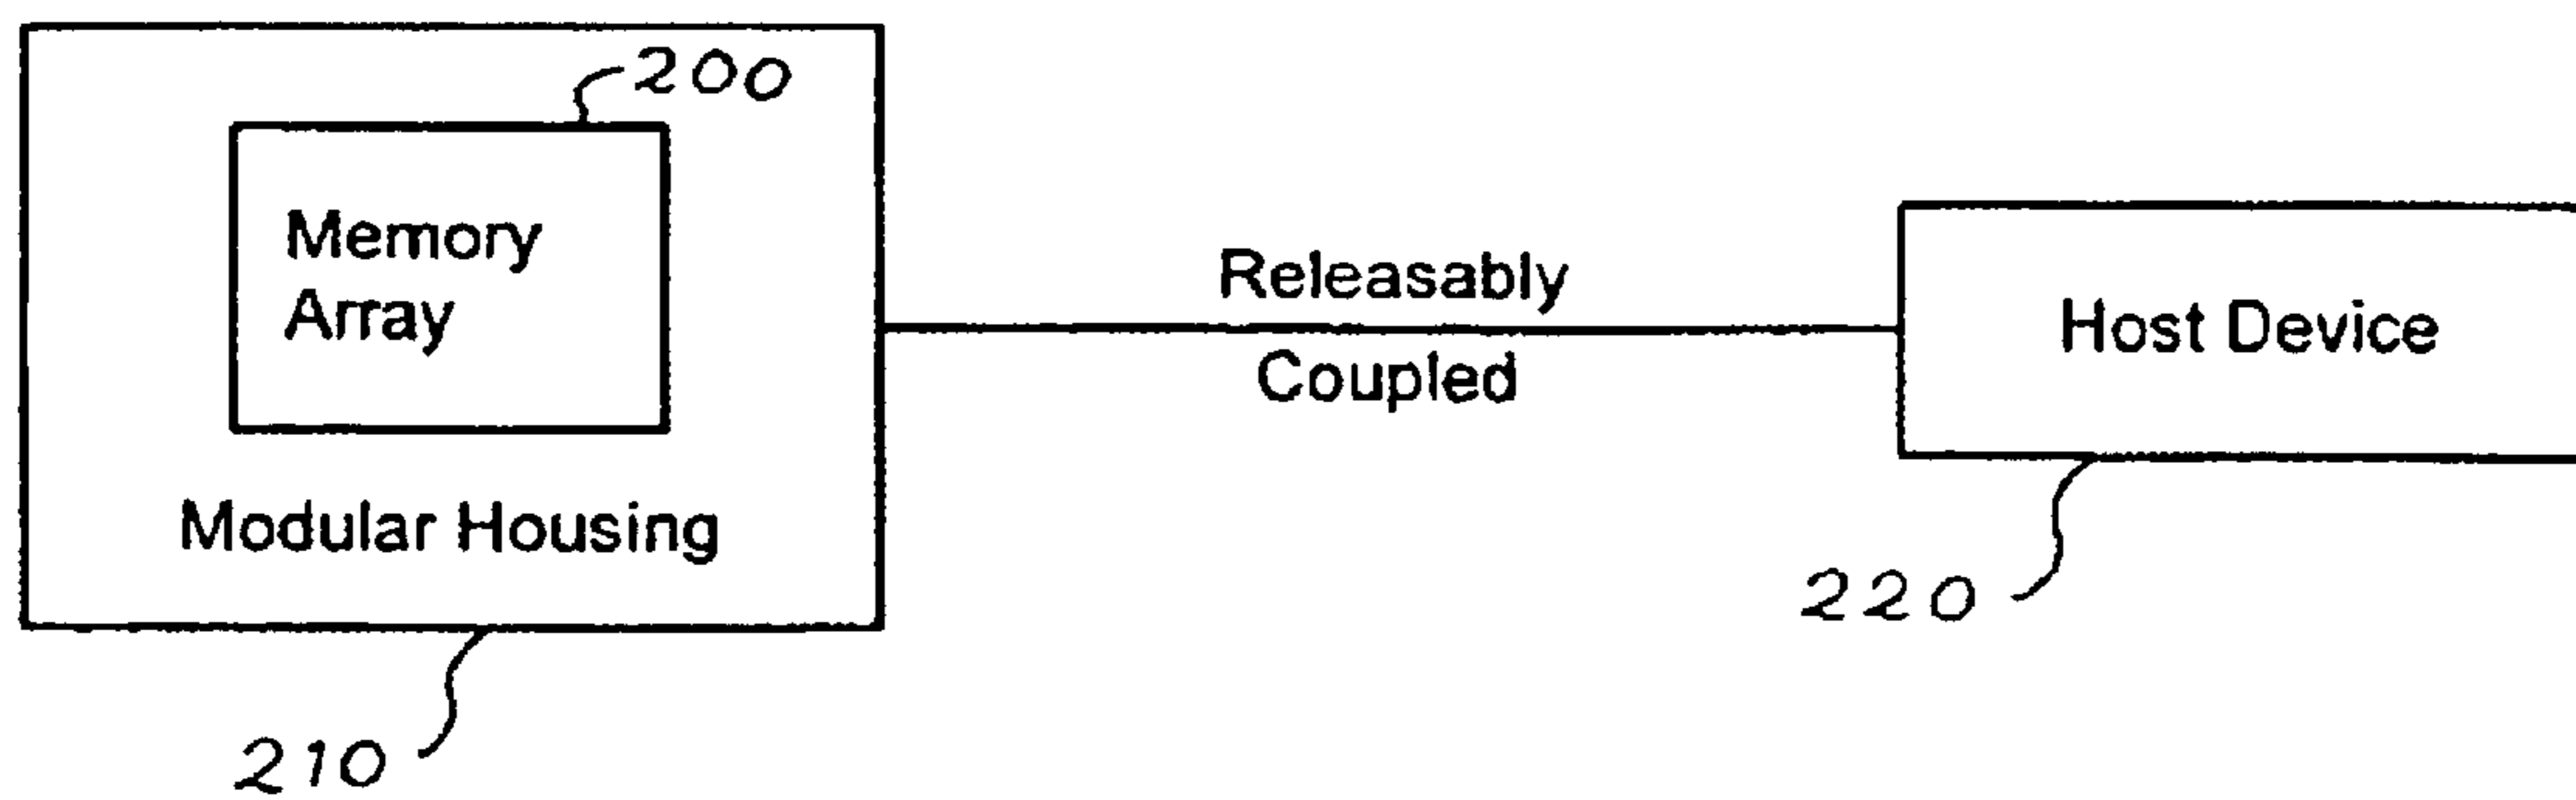 200
Memory
Array
Modular Housing
210
Releasably
Coupled
Host Device
220